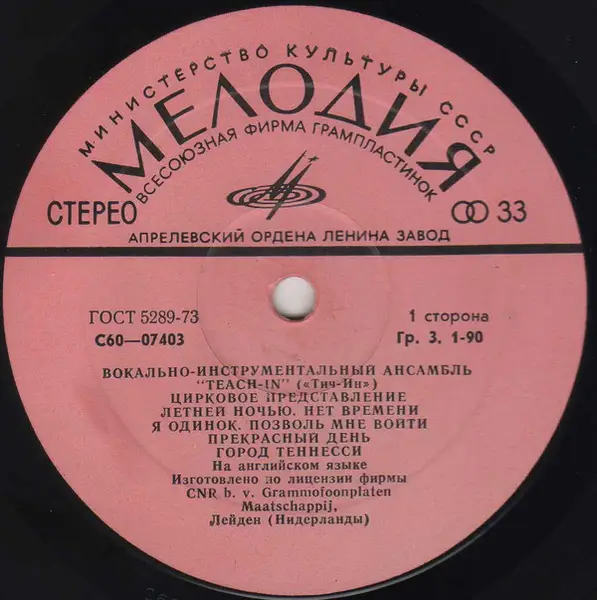 МИНИСТЕРСТВО КУЛЬТУРЫ СССР
МЕЛОДИЯ
ВСЕСОЮЗНАЯ ФИРМА ГРАМПЛАСТИНОК
СТЕРЕО
33
АПРЕЛЕВСКИЙ ОРДЕНА ЛЕНИНА ЗАВОД
ГОСТ 5289-73
1 сторона
С60—07403
Гр. 3. 1-90
ВОКАЛЬНО-ИНСТРУМЕНТАЛЬНЫЙ АНСАМБЛЬ
"TEACH-IN" («Тич-Ин»)
ЦИРКОВОЕ ПРЕДСТАВЛЕНИЕ
ЛЕТНЕЙ НОЧЬЮ. НЕТ ВРЕМЕНИ
Я ОДИНОК. ПОЗВОЛЬ МНЕ ВОЙТИ
ПРЕКРАСНЫЙ ДЕНЬ
ГОРОД ТЕННЕССИ
На английском языке
Изготовлено по лицензии фирмы
CNR b. v. Grammofoonplaten
Maatschappij,
Лейден (Нидерланды)